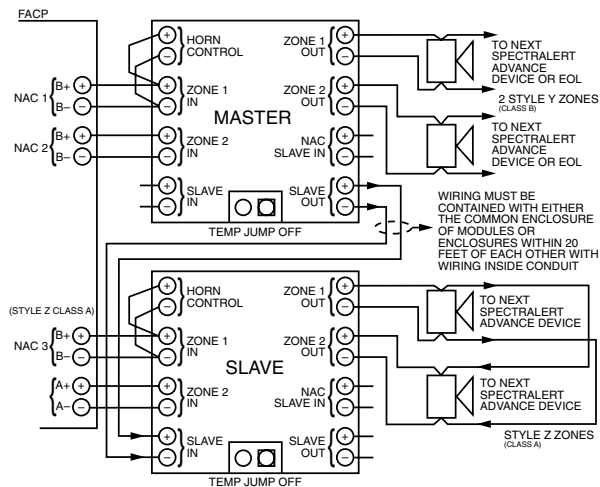 FACP
HORN
CONTROL
ZONE 1
OUT
TO NEXT
SPECTRALERT
ADVANCE
DEVICE OR EOL
NAC 1
B+
B–
ZONE 1
IN
ZONE 2
OUT
2 STYLE Y ZONES
(CLASS B)
MASTER
NAC 2
B+
B–
ZONE 2
IN
NAC
SLAVE IN
TO NEXT
SPECTRALERT
ADVANCE
DEVICE OR EOL
SLAVE
IN
SLAVE
OUT
TEMP JUMP OFF
WIRING MUST BE
CONTAINED WITH EITHER
THE COMMON ENCLOSURE
OF MODULES OR
ENCLOSURES WITHIN 20
FEET OF EACH OTHER WITH
WIRING INSIDE CONDUIT
HORN
CONTROL
ZONE 1
OUT
TO NEXT
SPECTRALERT
ADVANCE DEVICE
(STYLE Z CLASS A)
NAC 3
B+
B–
ZONE 1
IN
ZONE 2
OUT
SLAVE
A+
A–
ZONE 2
IN
NAC
SLAVE IN
TO NEXT
SPECTRALERT
ADVANCE DEVICE
SLAVE
IN
SLAVE
OUT
STYLE Z ZONES
(CLASS A)
TEMP JUMP OFF